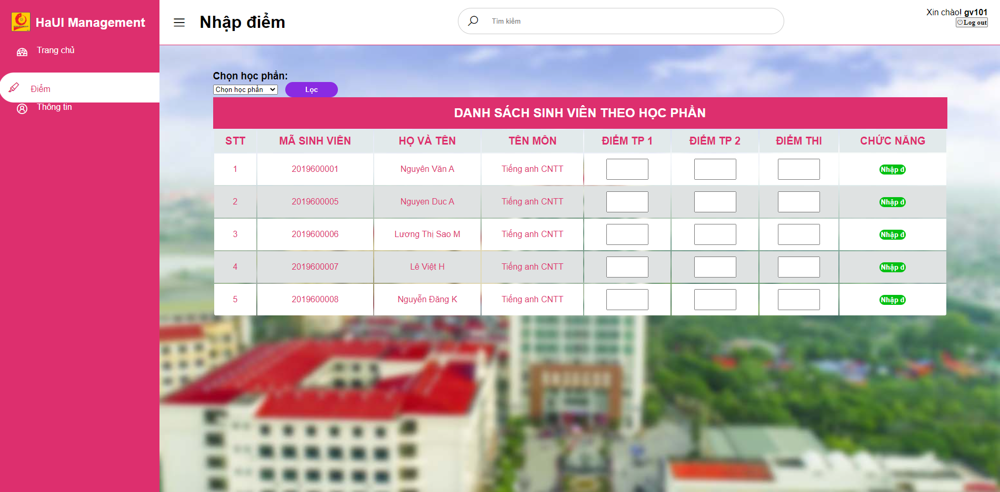 HaUI Management
Nhập điểm
Tìm kiếm
Xin chào! gv101
Log out
Trang chủ
Điểm
Thông tin
Chọn học phần:
Chọn học phần
Lọc
DANH SÁCH SINH VIÊN THEO HỌC PHẦN
STT MÃ SINH VIÊN HỌ VÀ TÊN TÊN MÔN ĐIỂM TP 1 ĐIỂM TP 2 ĐIỂM THI CHỨC NĂNG
1 2019600001 Nguyên Văn A Tiếng anh CNTT Nhập đ
2 2019600005 Nguyen Duc A Tiếng anh CNTT Nhập đ
3 2019600006 Lương Thị Sao M Tiếng anh CNTT Nhập đ
4 2019600007 Lê Việt H Tiếng anh CNTT Nhập đ
5 2019600008 Nguyễn Đăng K Tiếng anh CNTT Nhập đ